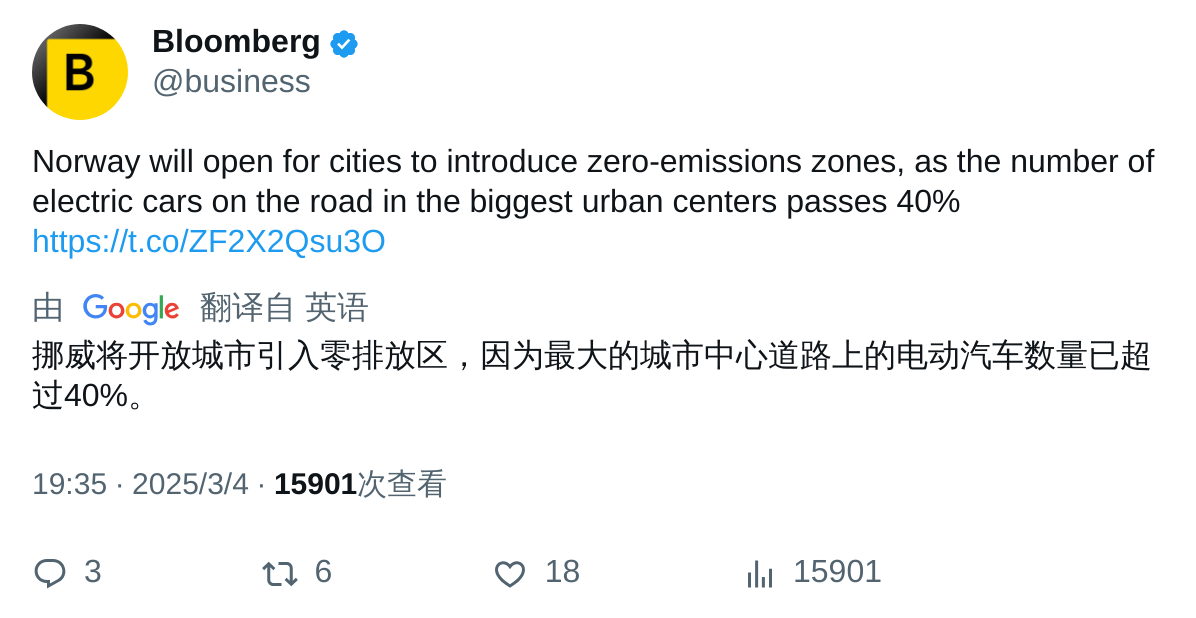 B
Bloomberg
@business
Norway will open for cities to introduce zero-emissions zones, as the number of
electric cars on the road in the biggest urban centers passes 40%
https://t.co/ZF2X2Qsu3O
由 Google 翻译自 英语
挪威将开放城市引入零排放区，因为最大的城市中心道路上的电动汽车数量已超
过40%。
19:35 · 2025/3/4 · 15901次查看
3 6 18 15901